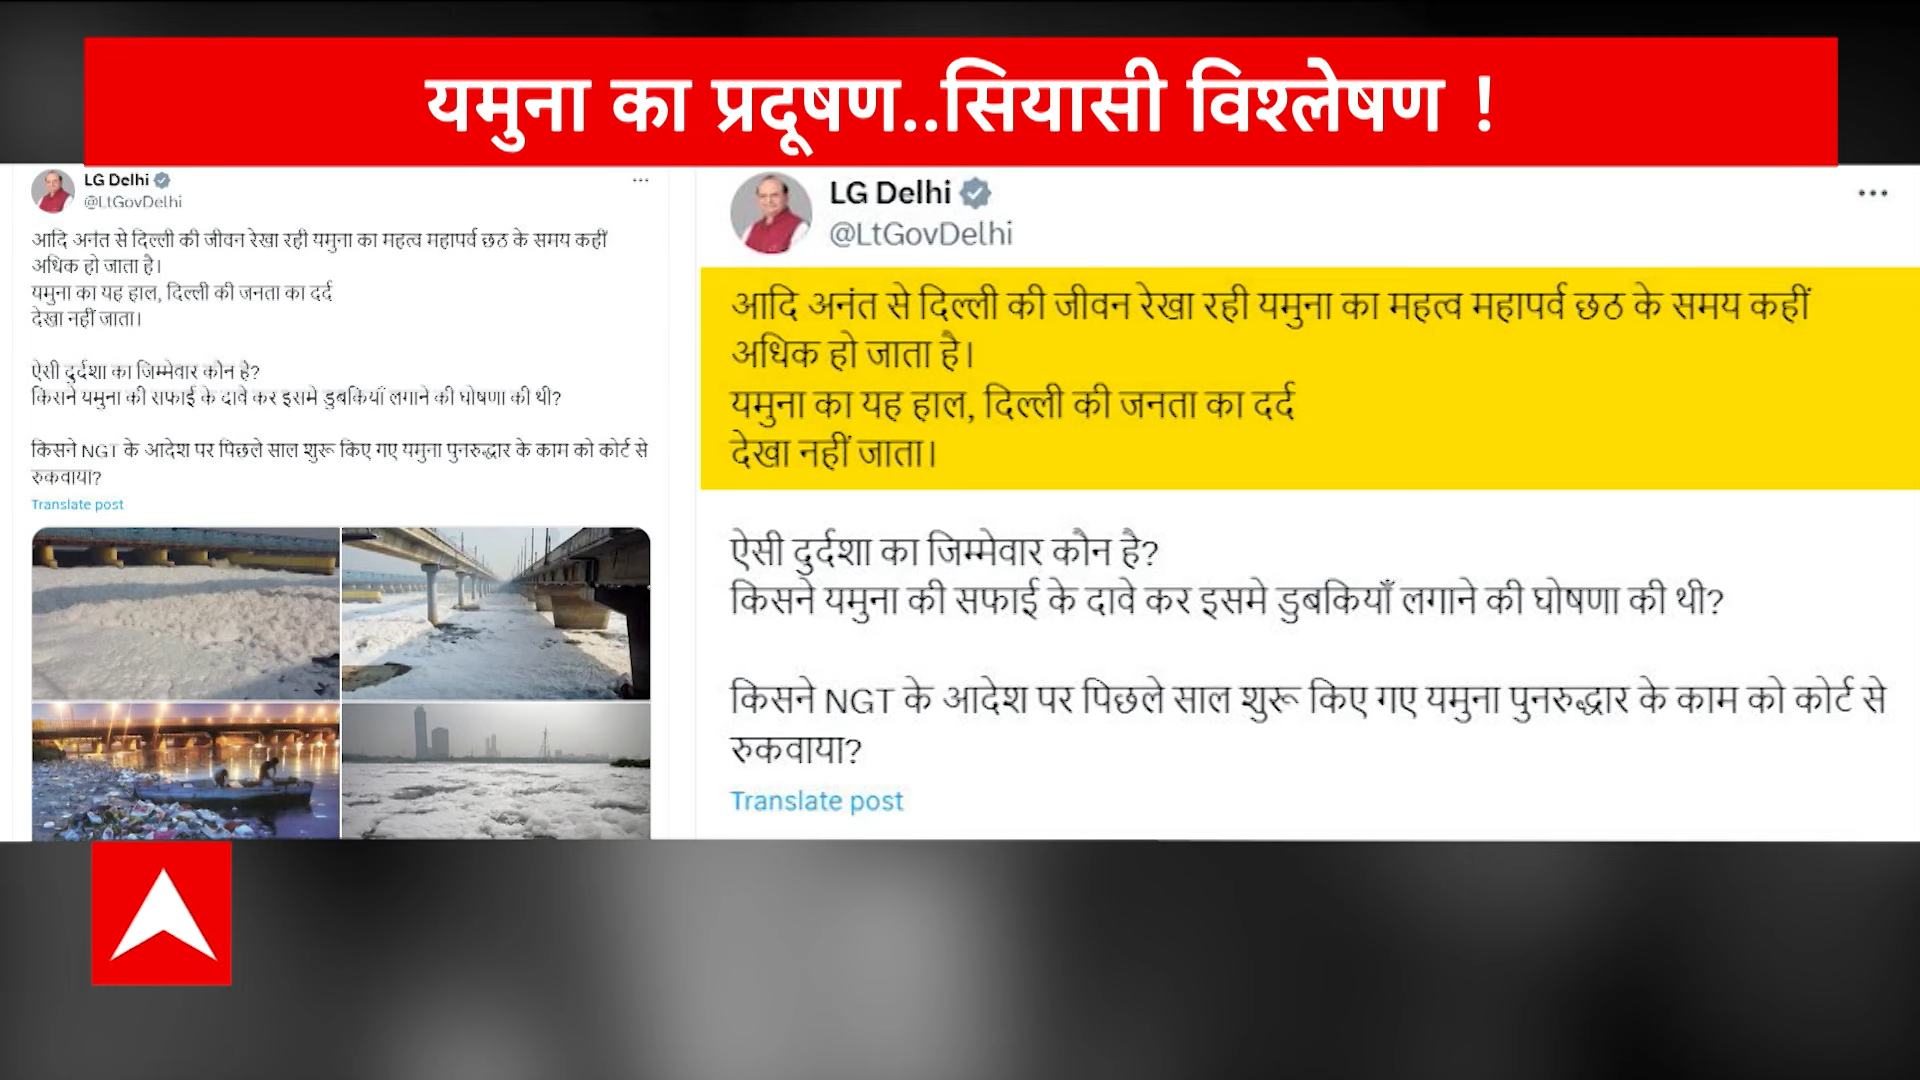 यमुना का प्रदूषण..सियासी विश्लेषण !
LG Delhi
@LtGovDelhi
आदि अनंत से दिल्ली की जीवन रेखा रही यमुना का महत्व महापर्व छठ के समय कहीं
अधिक हो जाता है।
यमुना का यह हाल, दिल्ली की जनता का दर्द
देखा नहीं जाता।
ऐसी दुर्दशा का जिम्मेवार कौन है?
किसने यमुना की सफाई के दावे कर इसमे डुबकियाँ लगाने की घोषणा की थी?
किसने NGT के आदेश पर पिछले साल शुरू किए गए यमुना पुनरुद्धार के काम को कोर्ट से
रुकवाया?
Translate post
LG Delhi
@LtGovDelhi
आदि अनंत से दिल्ली की जीवन रेखा रही यमुना का महत्व महापर्व छठ के समय कहीं
अधिक हो जाता है।
यमुना का यह हाल, दिल्ली की जनता का दर्द
देखा नहीं जाता।
ऐसी दुर्दशा का जिम्मेवार कौन है?
किसने यमुना की सफाई के दावे कर इसमे डुबकियाँ लगाने की घोषणा की थी?
किसने NGT के आदेश पर पिछले साल शुरू किए गए यमुना पुनरुद्धार के काम को कोर्ट से
रुकवाया?
Translate post